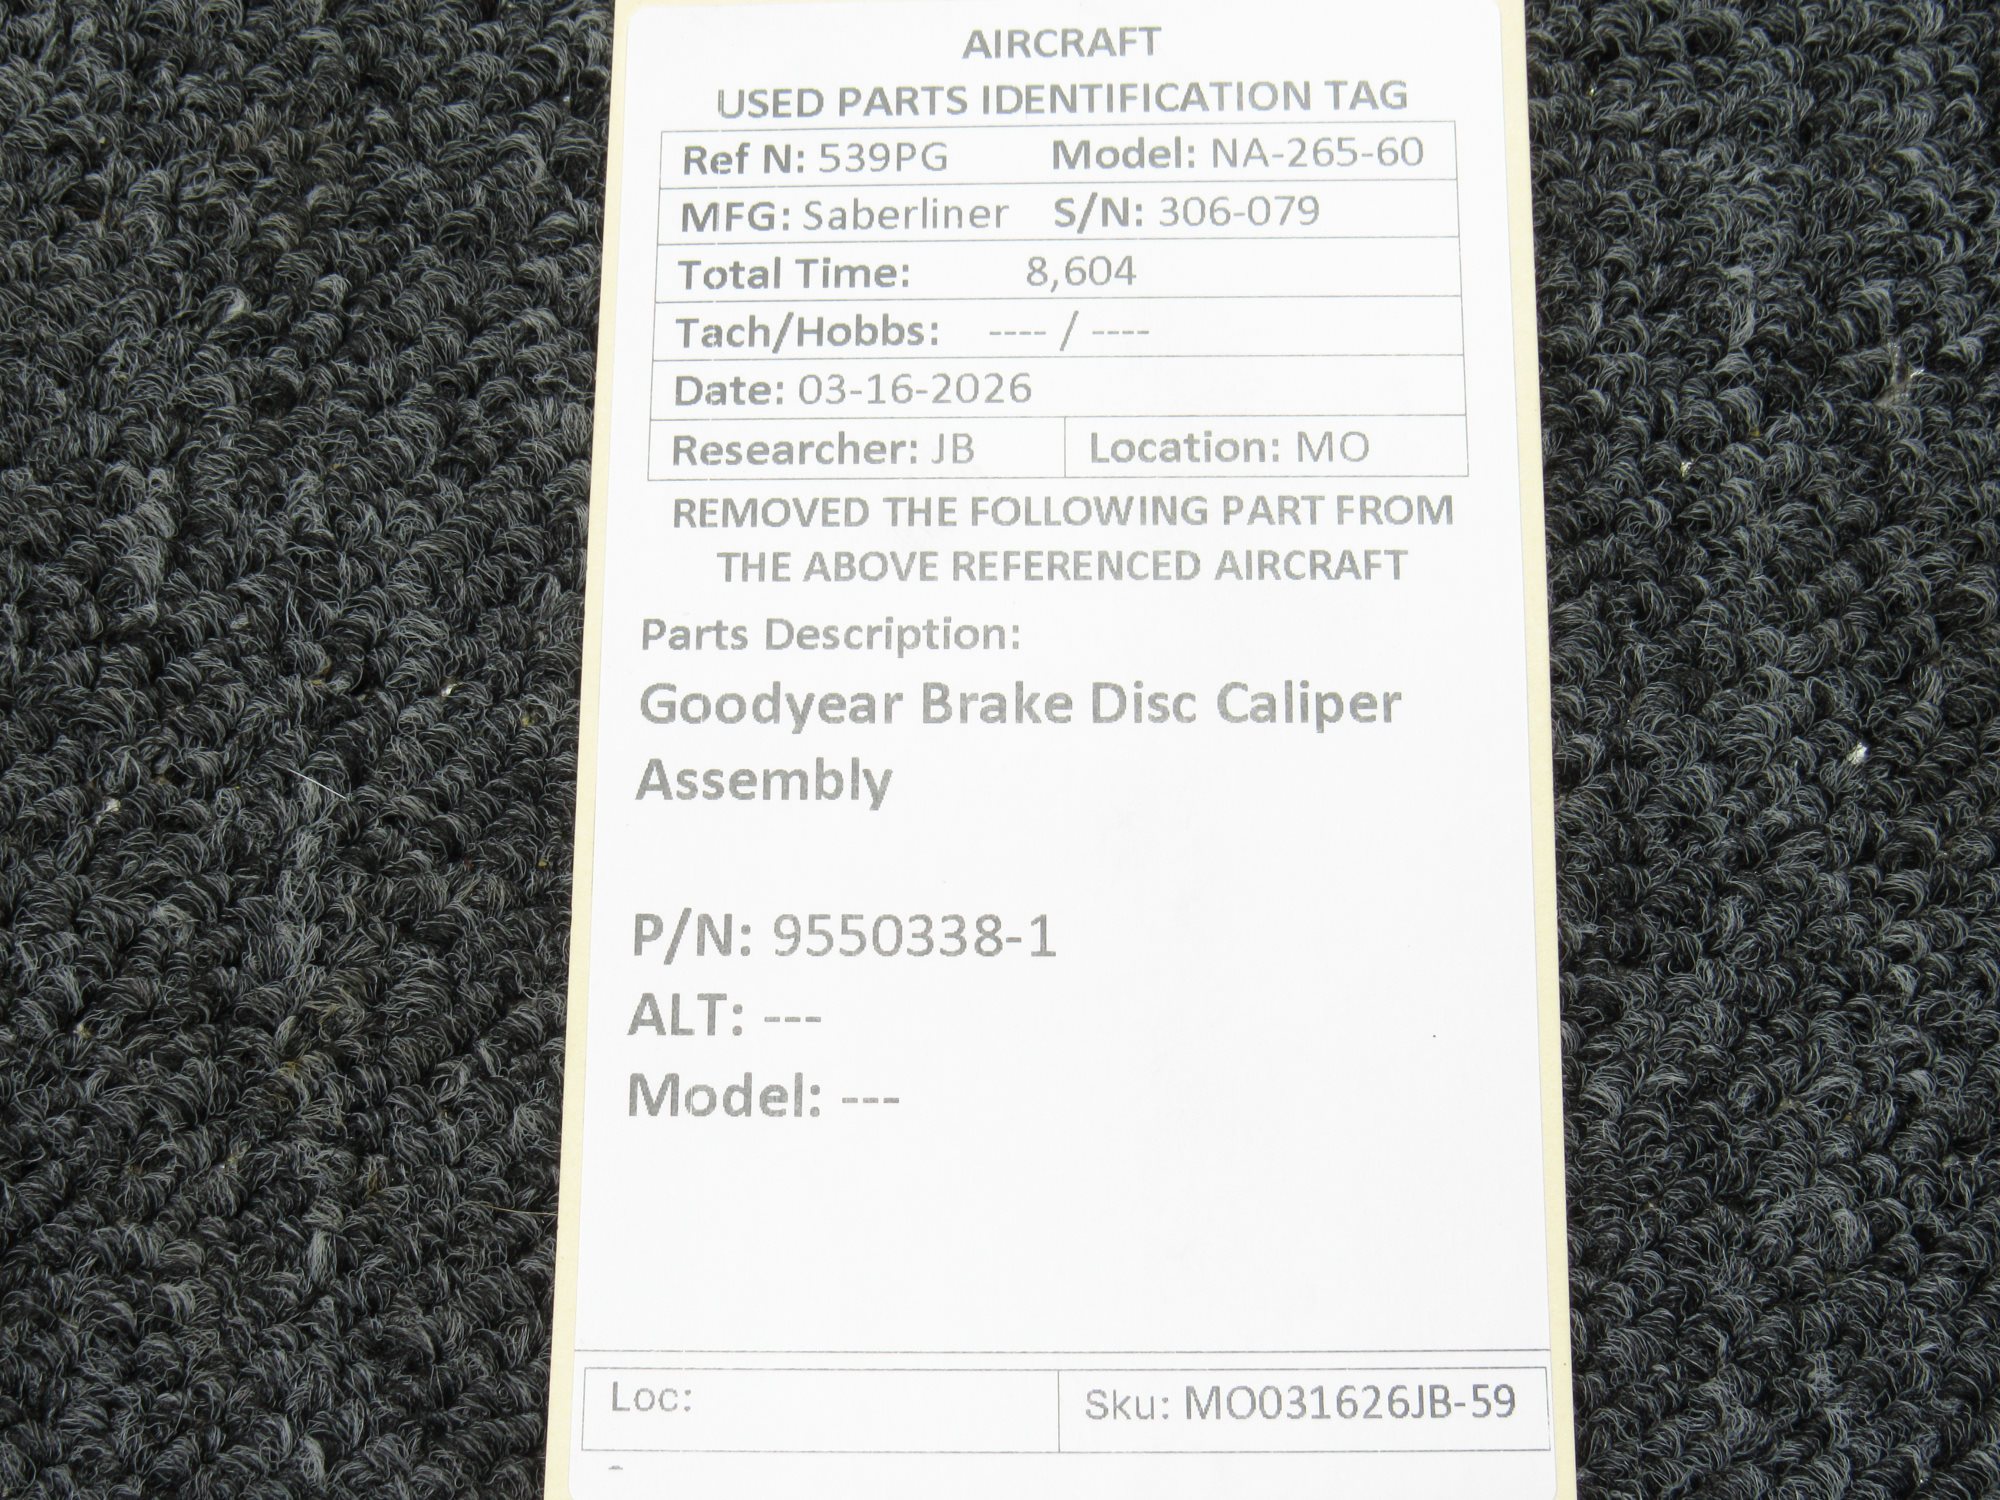 AIRCRAFT
USED PARTS IDENTIFICATION TAG
Ref N: 539PG Model: NA-265-60
MFG: Saberliner S/N: 306-079
Total Time: 8,604
Tach/Hobbs: ---- / ----
Date: 03-16-2026
Researcher: JB Location: MO
REMOVED THE FOLLOWING PART FROM
THE ABOVE REFERENCED AIRCRAFT
Parts Description:
Goodyear Brake Disc Caliper
Assembly
P/N: 9550338-1
ALT: ---
Model: ---
Loc: Sku: MO031626JB-59